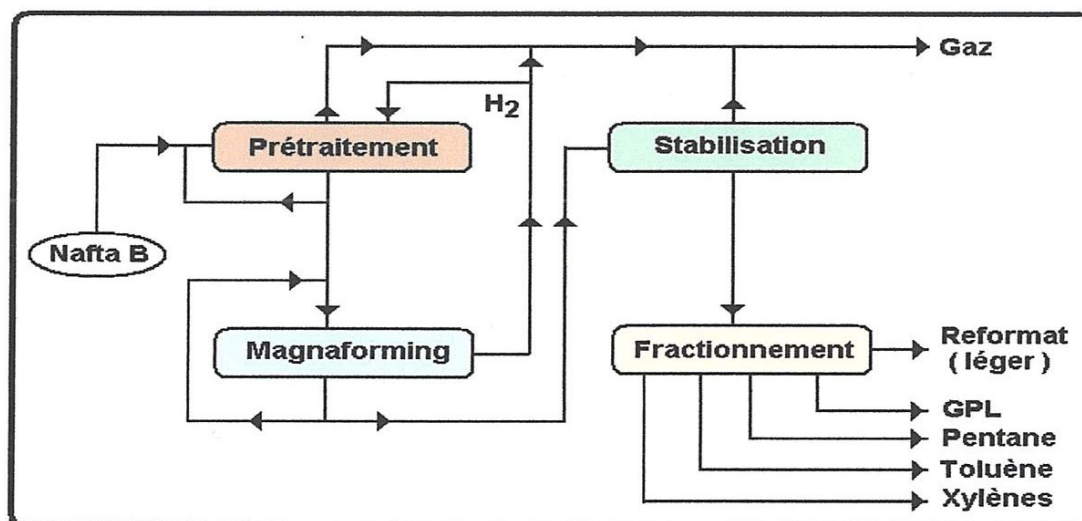 Gaz
H2
Prétraitement
Stabilisation
Nafta B
Magnaforming
Fractionnement
Reformat
( léger )
GPL
Pentane
Toluène
Xylènes